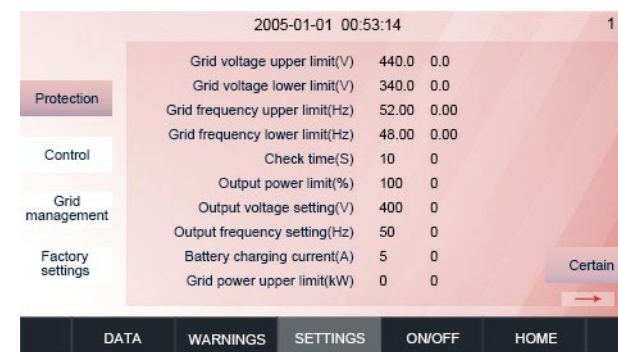 2005-01-01 00:53:14 1
Grid voltage upper limit(V) 440.0 0.0
Grid voltage lower limit(V) 340.0 0.0
Grid frequency upper limit(Hz) 52.00 0.00
Grid frequency lower limit(Hz) 48.00 0.00
Check time(S) 10 0
Output power limit(%) 100 0
Output voltage setting(V) 400 0
Output frequency setting(Hz) 50 0
Battery charging current(A) 5 0
Grid power upper limit(kW) 0 0
Protection
Control
Grid
management
Factory
settings
Certain
DATA WARNINGS SETTINGS ON/OFF HOME